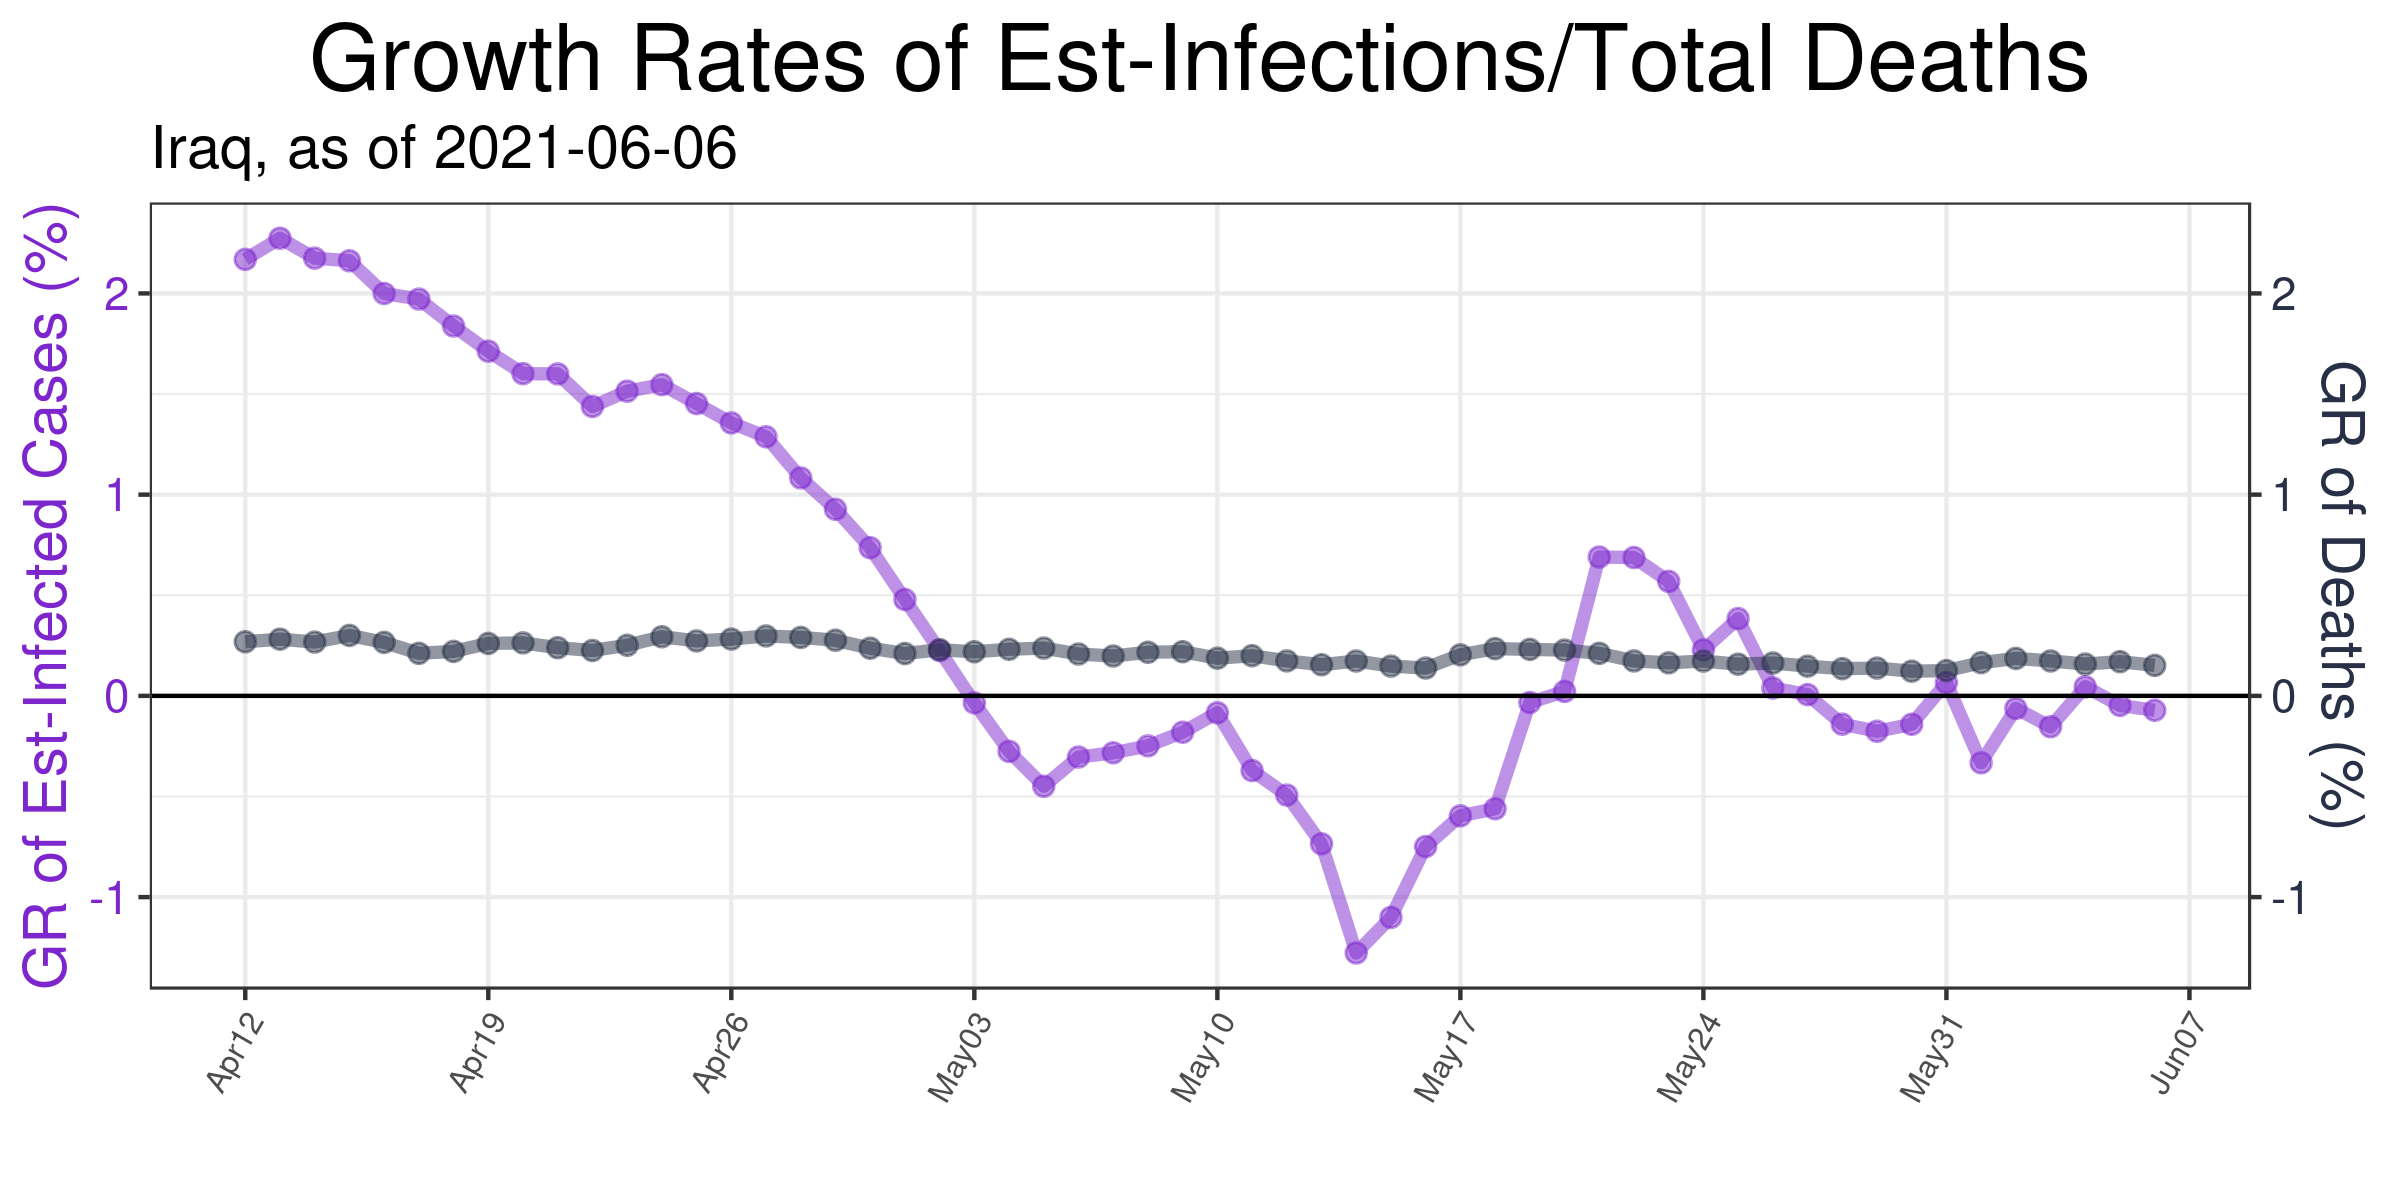 Growth Rates of Est-Infections/Total Deaths
Iraq, as of 2021-06-06
GR of Est-Infected Cases (%)
2
1
0
-1
2
1
0
-1
GR of Deaths (%)
Apr12
Apr19
Apr26
May03
May10
May17
May24
May31
Jun07